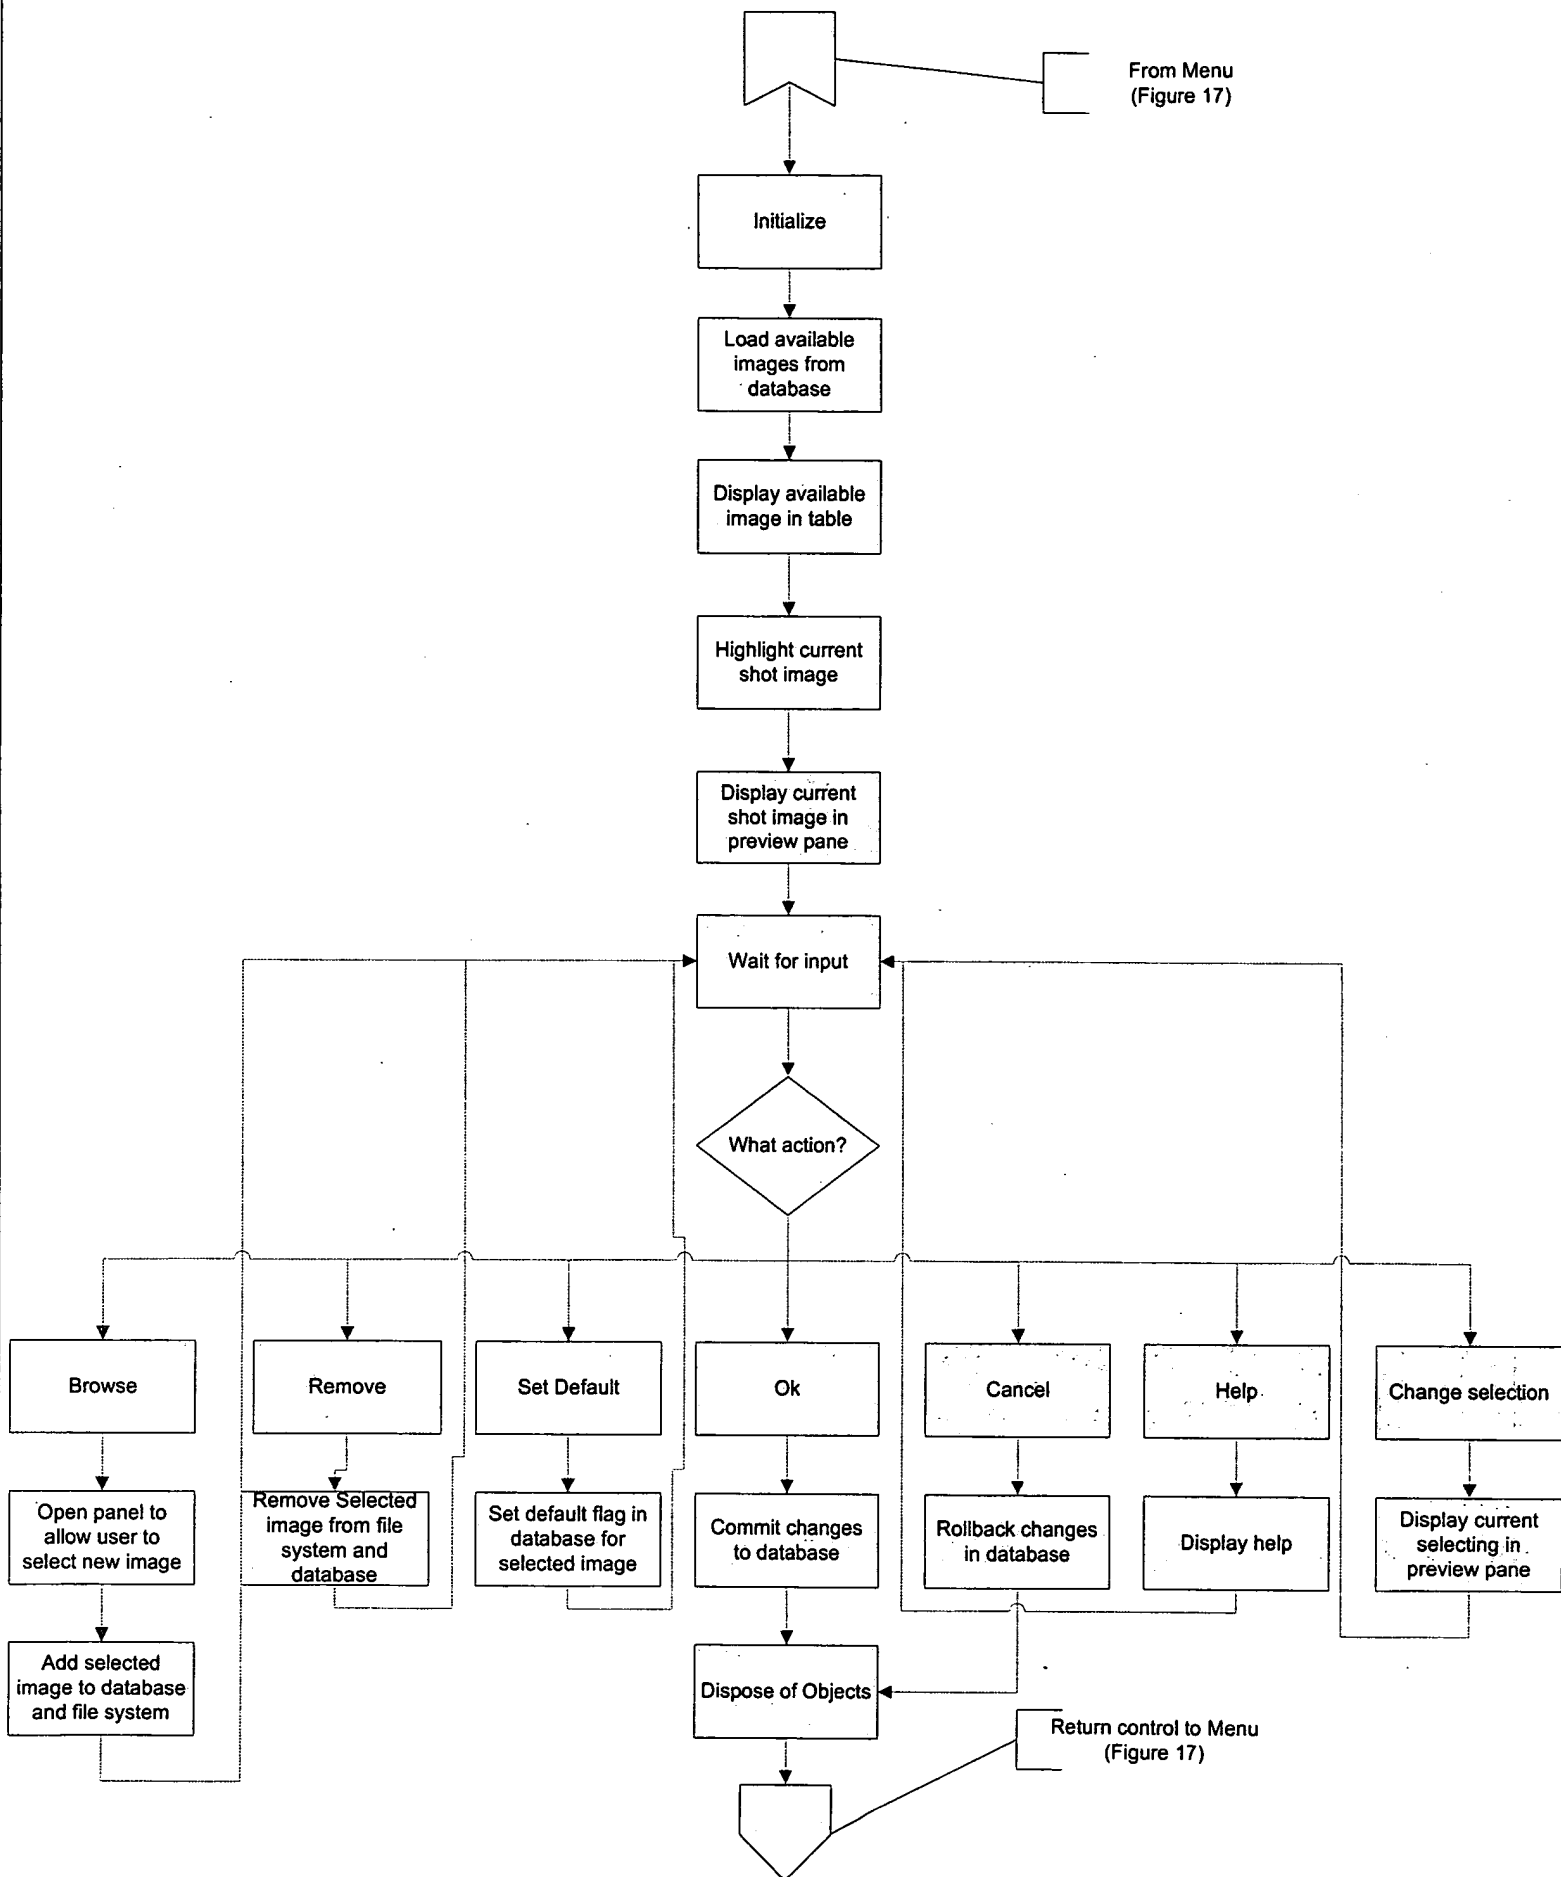 From Menu
(Figure 17)
Initialize
Load available
images from
database
Display available
image in table
Highlight current
shot image
Display current
shot image in
preview pane
Wait for input
What action?
Browse
Remove
Set Default
Ok
Cancel
Help
Change selection
Open panel to
allow user to
select new image
Remove Selected
image from file
system and
database
Set default flag in
database for
selected image
Commit changes
to database
Rollback changes
in database
Display help
Display current
selecting in
preview pane
Add selected
image to database
and file system
Dispose of Objects
Return control to Menu
(Figure 17)